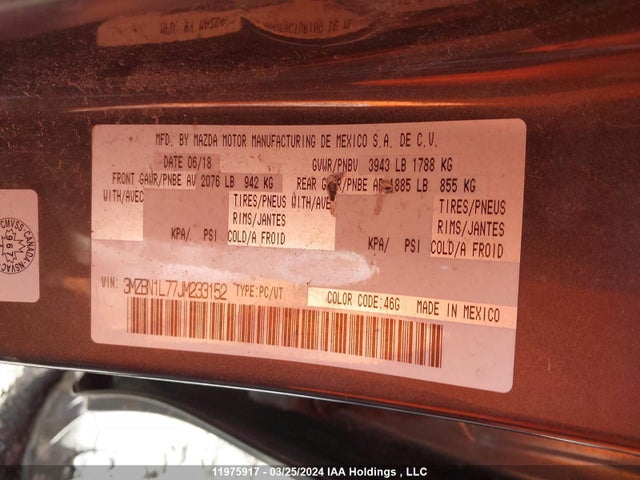 MFD. BY MAZDA MOTOR MANUFACTURING DE MEXICO S.A. DE C.V.
DATE 06/18 GVWR/PNBV 3943 LB 1788 KG
FRONT GAWR/PNBE AV 2076 LB 942 KG REAR GAWR/PNBE AR 1885 LB 855 KG
WITH/AVEC TIRES/PNEUS WITH/AVEC TIRES/PNEUS
RIMS/JANTES RIMS/JANTES
KPA/ PSI COLD/A FROID KPA/ PSI COLD/A FROID
VIN: 3MZBN1L77JM233152 TYPE:PC/VT COLOR CODE:46G MADE IN MEXICO
CMVSS-CANADA-NSVAC
11975917 - 03/25/2024 IAA Holdings , LLC